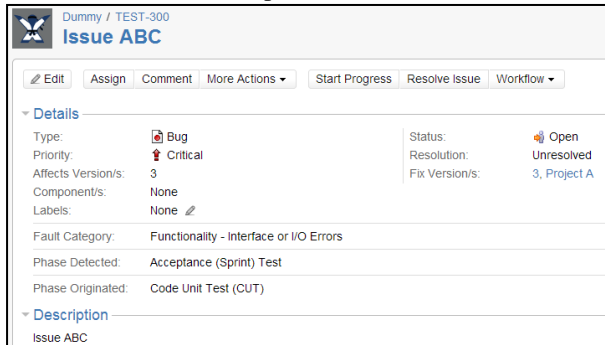 Dummy / TEST-300
Issue ABC
Edit Assign Comment More Actions Start Progress Resolve Issue Workflow
Details
Type: Bug Status: Open
Priority: Critical Resolution: Unresolved
Affects Version/s: 3 Fix Version/s: 3, Project A
Component/s: None
Labels: None
Fault Category: Functionality - Interface or I/O Errors
Phase Detected: Acceptance (Sprint) Test
Phase Originated: Code Unit Test (CUT)
Description
Issue ABC